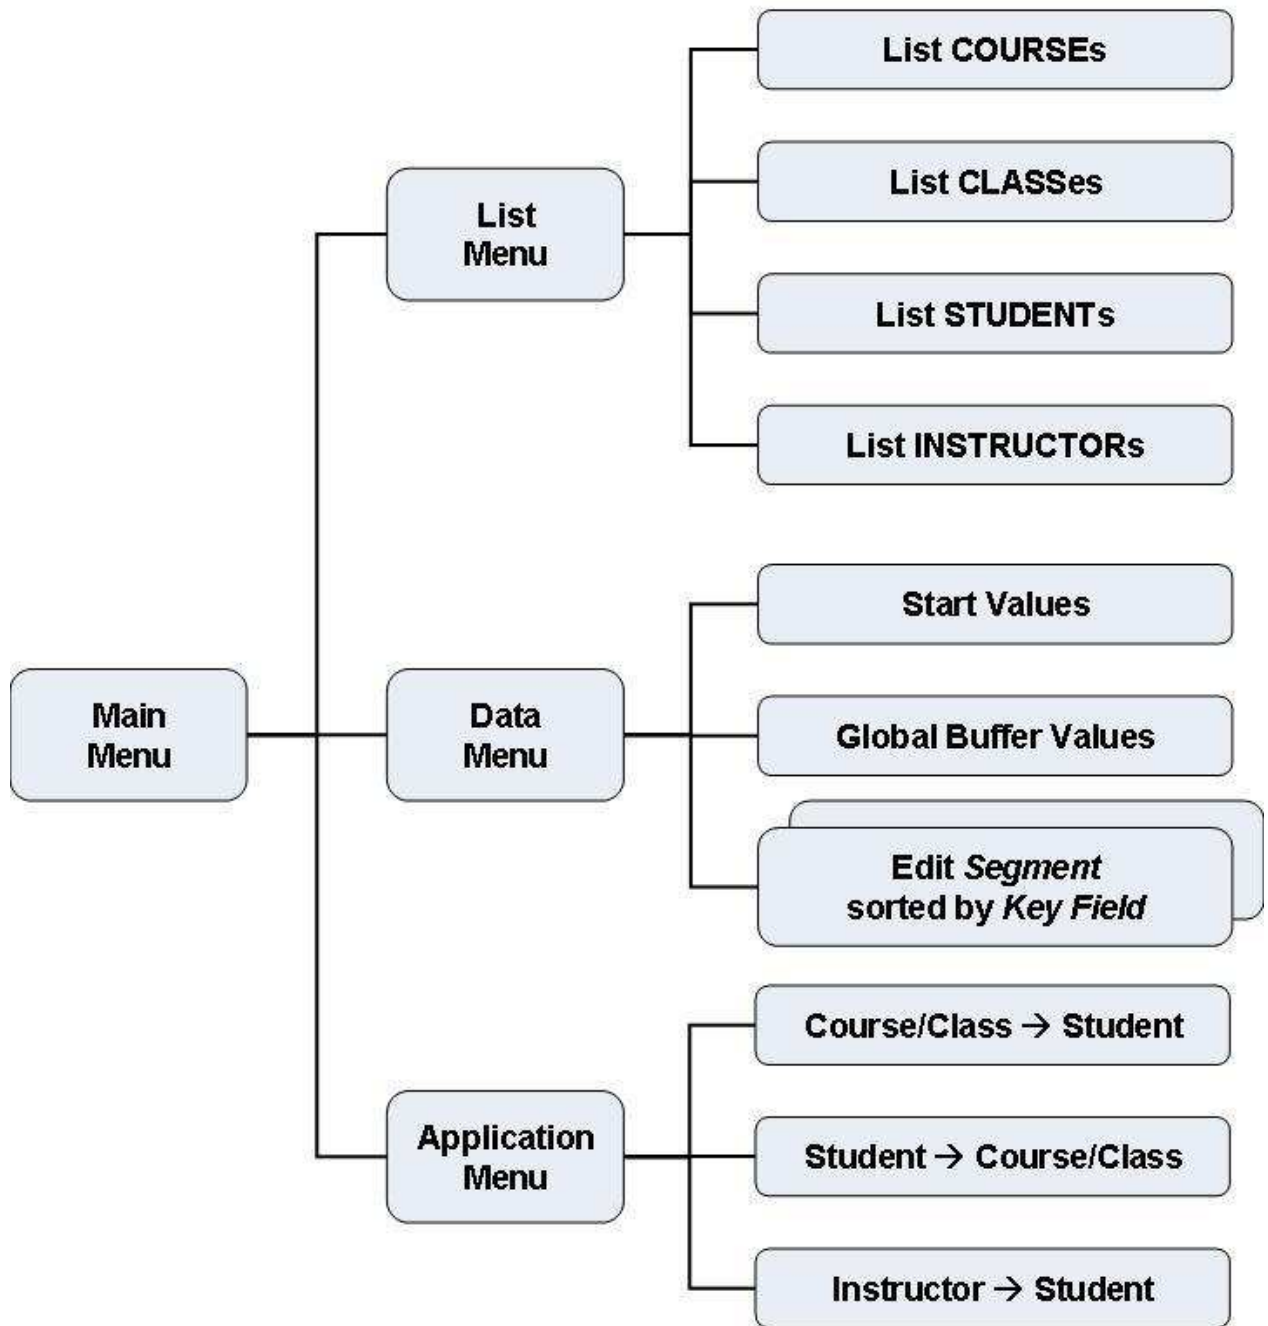 List COURSEs
List CLASSes
List
Menu
List STUDENTs
List INSTRUCTORs
Start Values
Main
Menu
Data
Menu
Global Buffer Values
Edit Segment
sorted by Key Field
Course/Class → Student
Application
Menu
Student → Course/Class
Instructor → Student